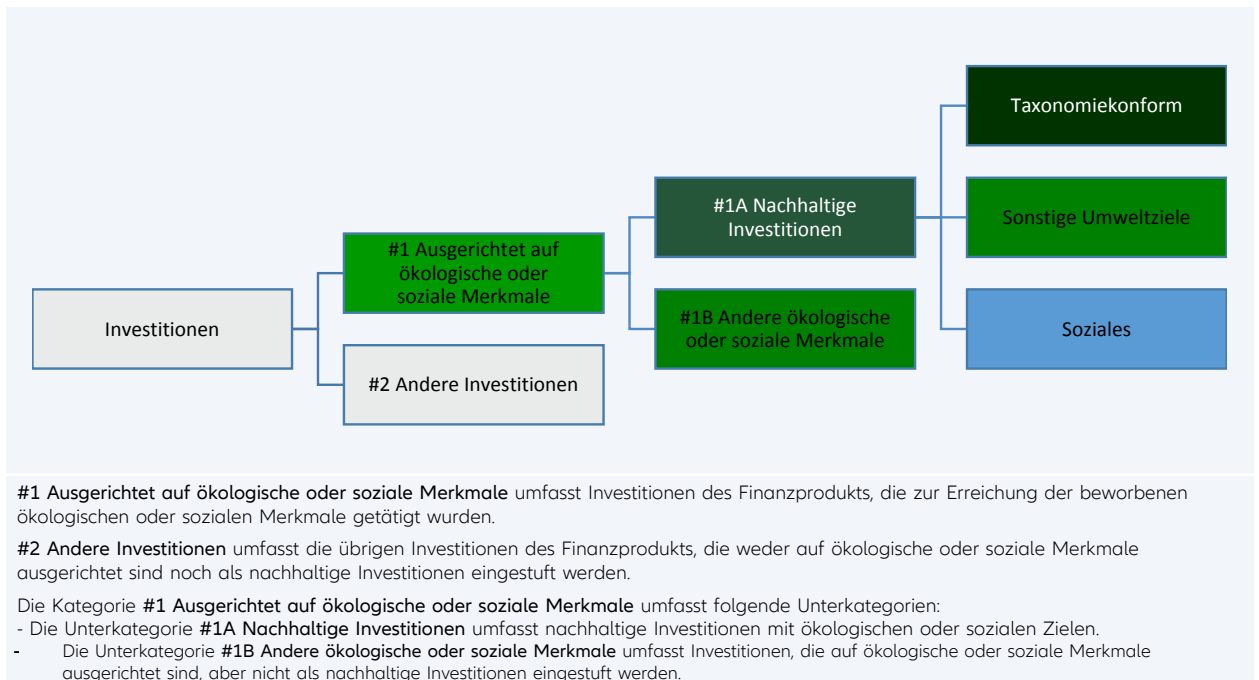 Taxonomiekonform
#1A Nachhaltige
Investitionen
Sonstige Umweltziele
#1 Ausgerichtet auf
ökologische oder
soziale Merkmale
#1B Andere ökologische
oder soziale Merkmale
Investitionen
Soziales
#2 Andere Investitionen
#1 Ausgerichtet auf ökologische oder soziale Merkmale umfasst Investitionen des Finanzprodukts, die zur Erreichung der beworbenen
ökologischen oder sozialen Merkmale getätigt wurden.
#2 Andere Investitionen umfasst die übrigen Investitionen des Finanzprodukts, die weder auf ökologische oder soziale Merkmale
ausgerichtet sind noch als nachhaltige Investitionen eingestuft werden.
Die Kategorie #1 Ausgerichtet auf ökologische oder soziale Merkmale umfasst folgende Unterkategorien:
- Die Unterkategorie #1A Nachhaltige Investitionen umfasst nachhaltige Investitionen mit ökologischen oder sozialen Zielen.
- Die Unterkategorie #1B Andere ökologische oder soziale Merkmale umfasst Investitionen, die auf ökologische oder soziale Merkmale
ausgerichtet sind, aber nicht als nachhaltige Investitionen eingestuft werden.